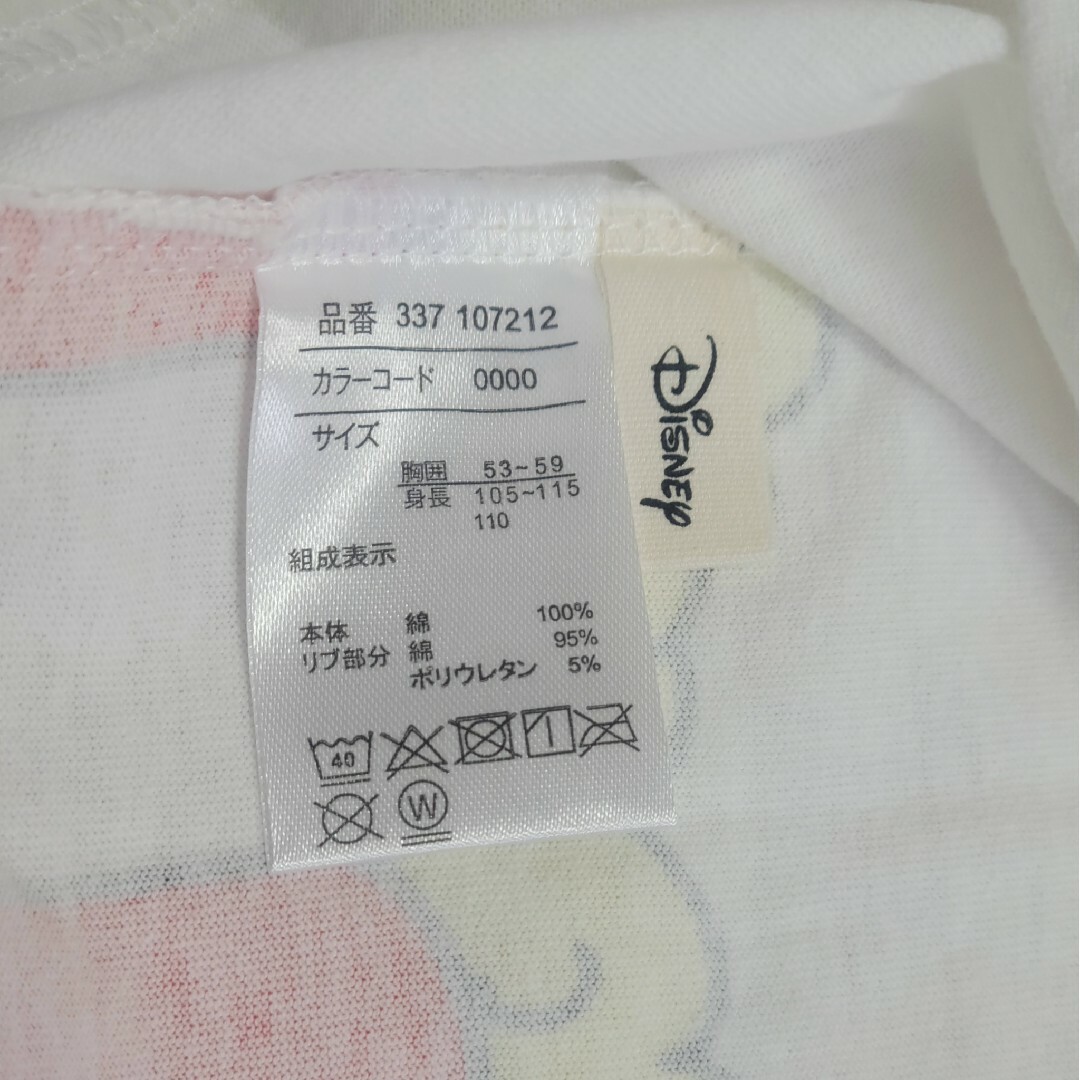 品番 337 107212
カラーコード 0000
サイズ
胸囲 53~59
身長 105~115
110
組成表示
本体 綿 100%
リブ部分 綿 95%
ポリウレタン 5%
40
W
Disney